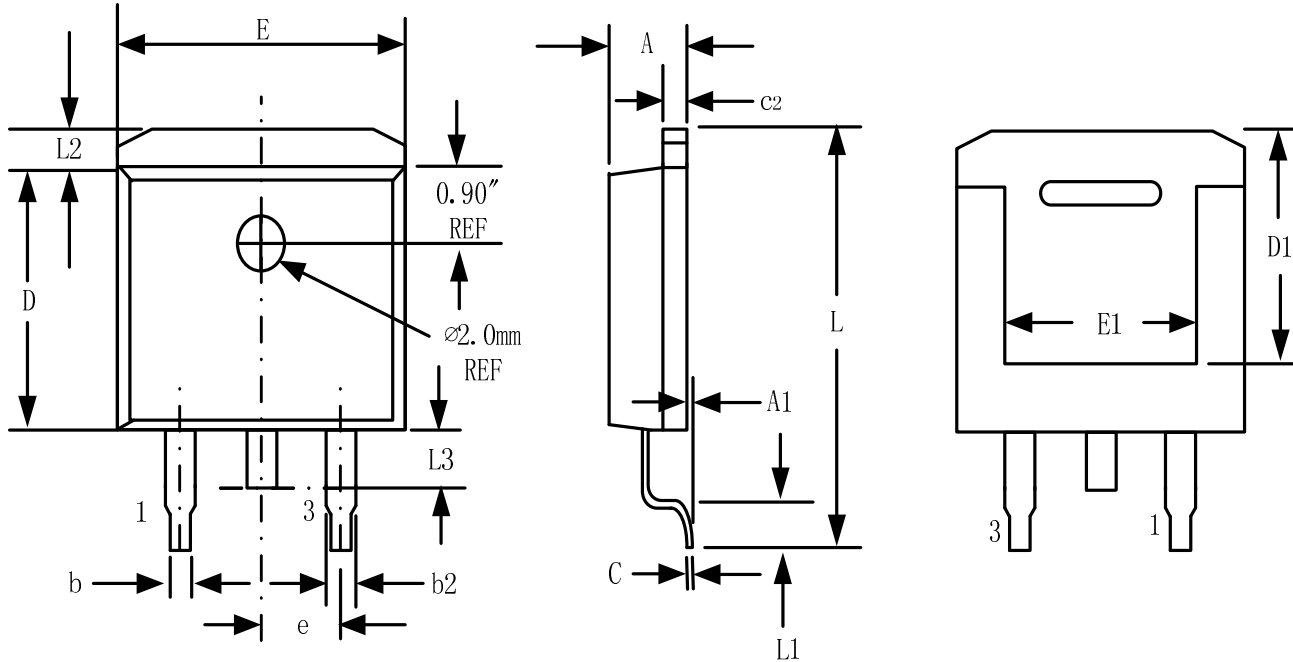 E
L2
0.90"
REF
D
⌀2.0mm
REF
L3
1
3
b
b2
e
A
c2
L
A1
C
L1
D1
E1
3
1